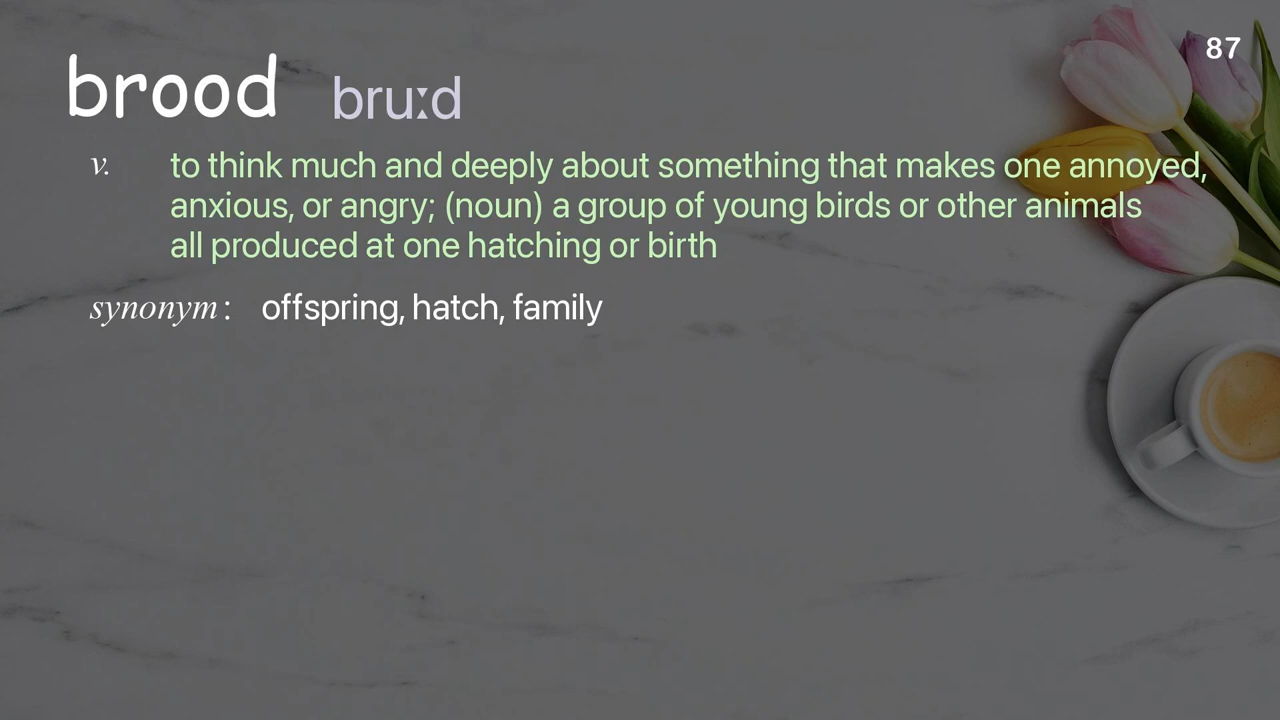 87
brood bruːd
v. to think much and deeply about something that makes one annoyed,
anxious, or angry; (noun) a group of young birds or other animals
all produced at one hatching or birth
synonym: offspring, hatch, family